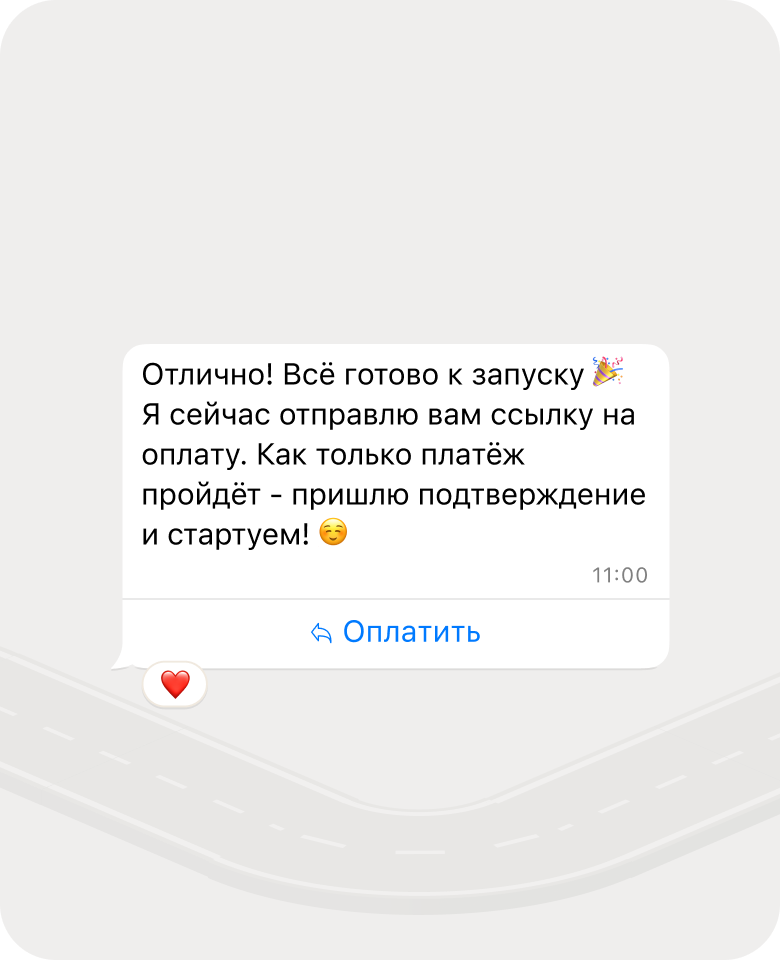 Отлично! Всё готово к запуску 🎉
Я сейчас отправлю вам ссылку на
оплату. Как только платёж
пройдёт - пришлю подтверждение
и стартуем! ☺️
11:00
Оплатить